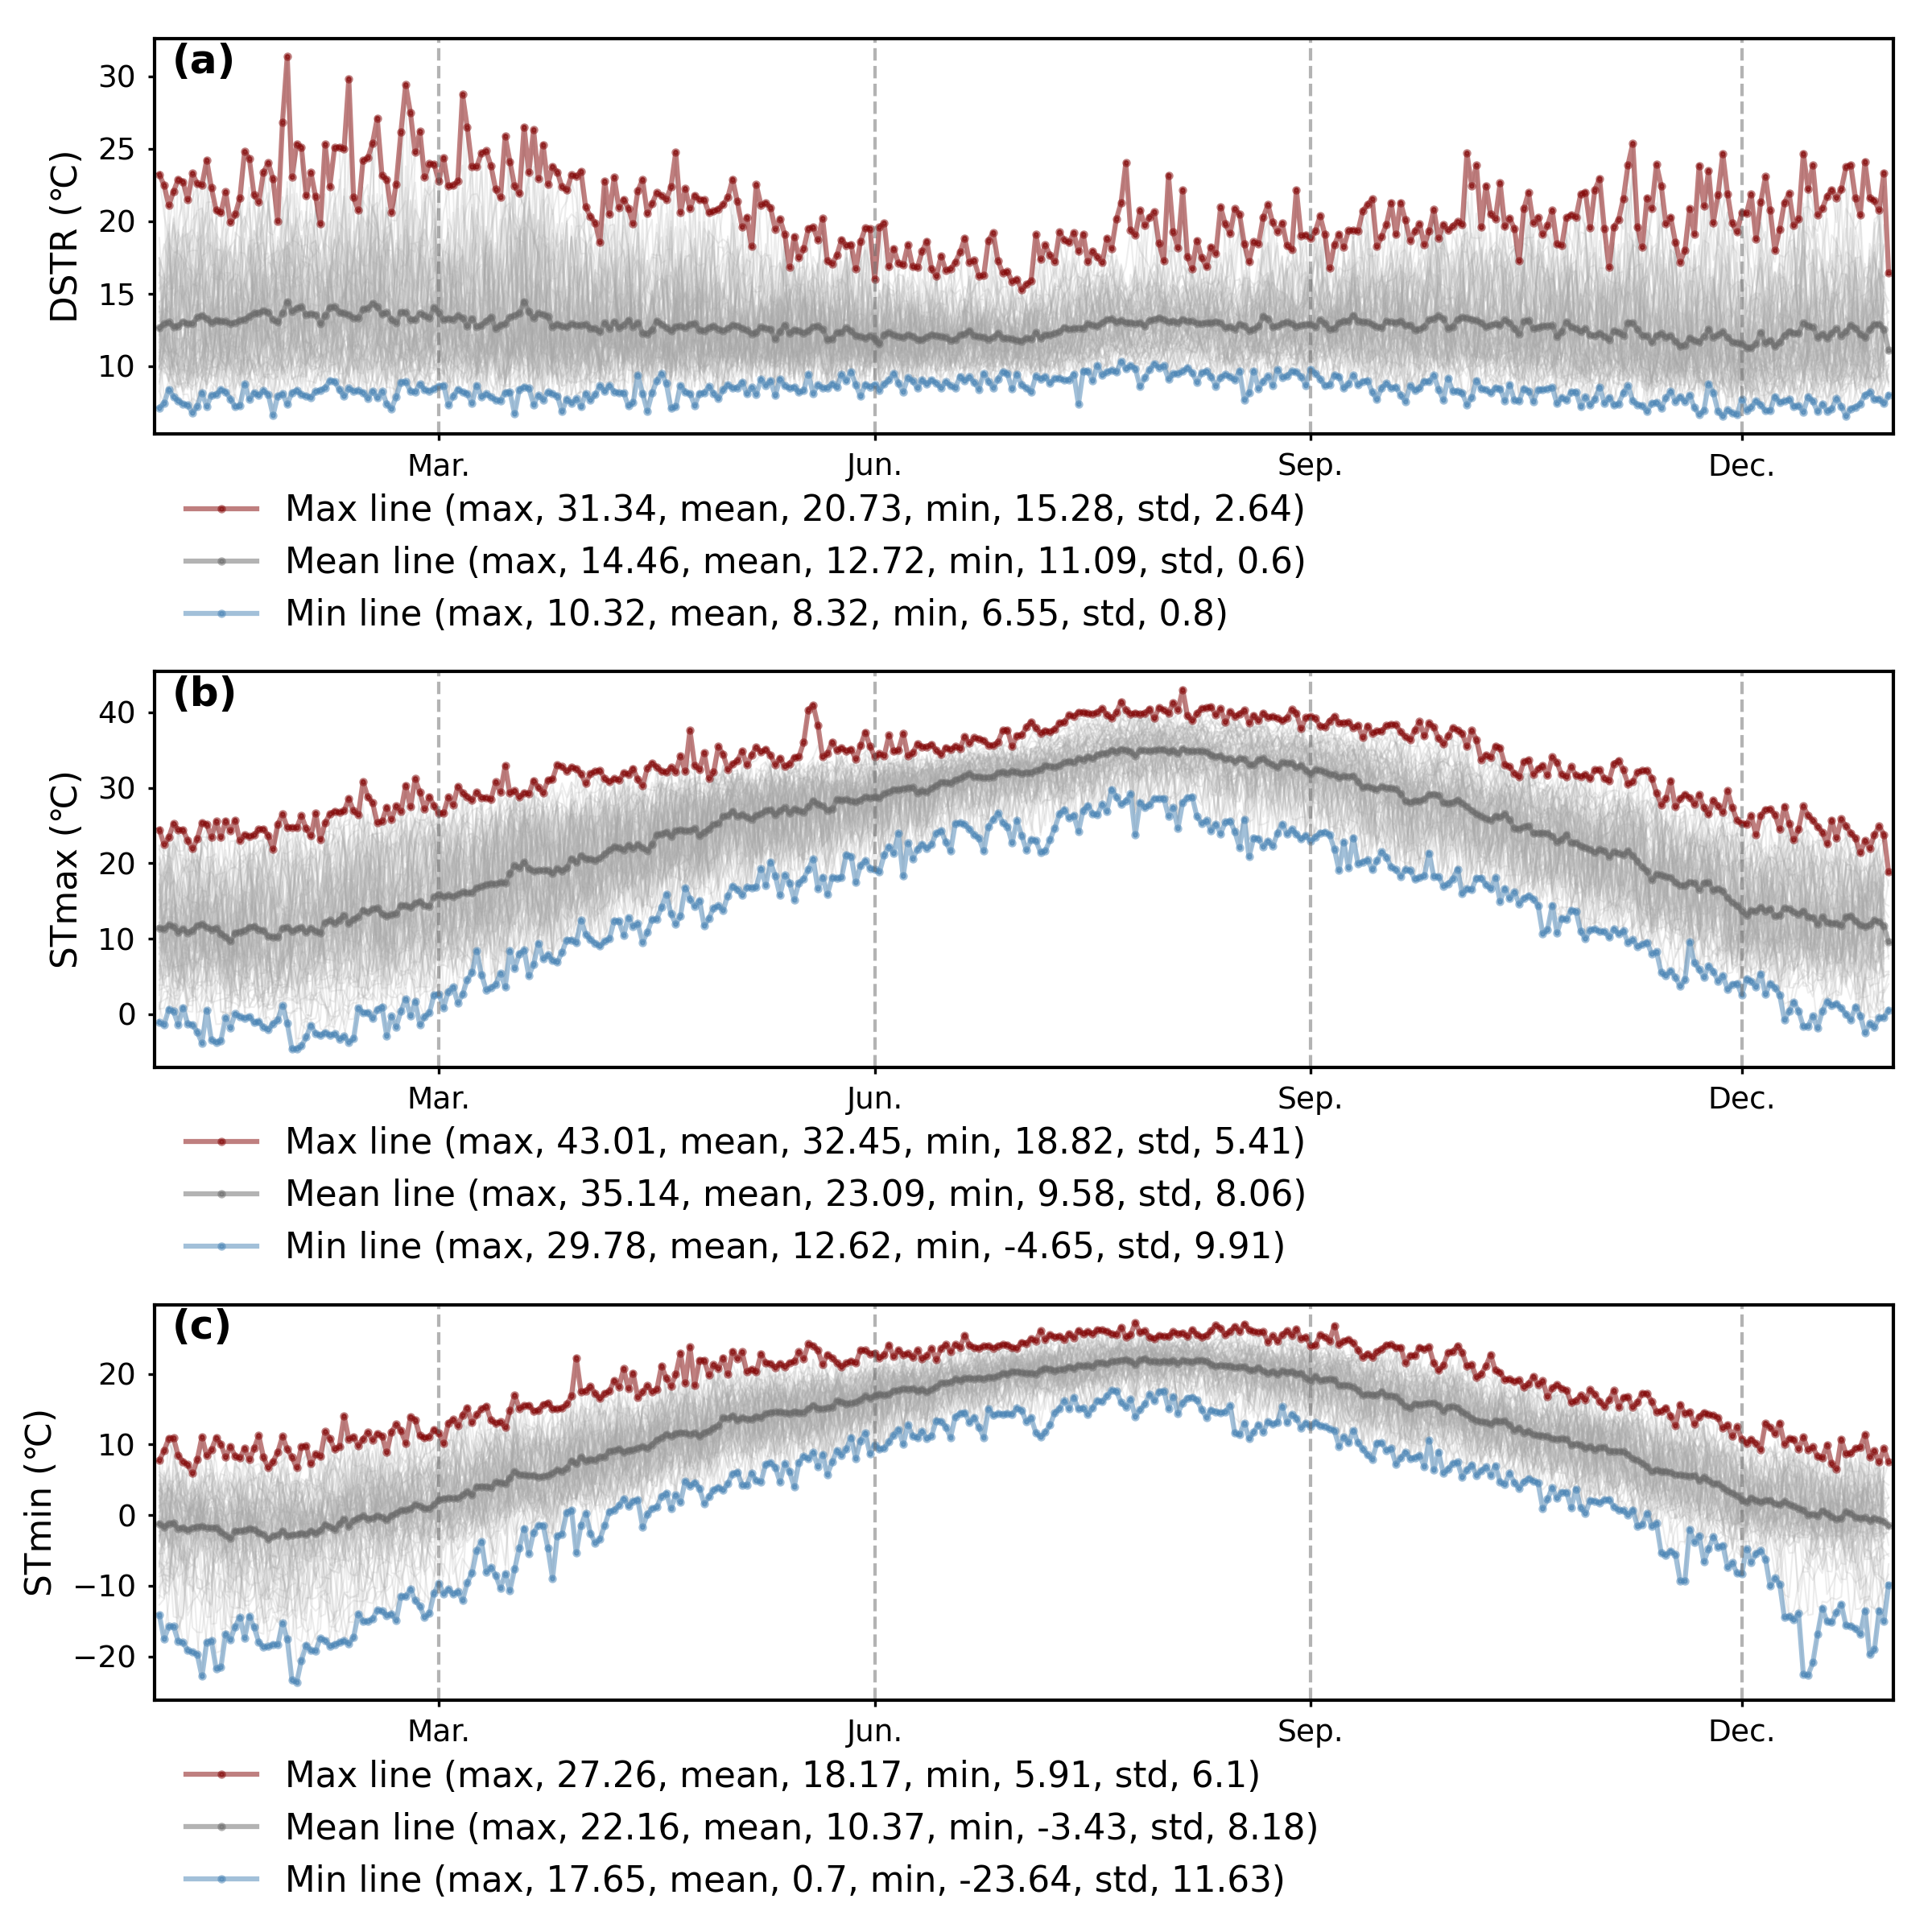 (a)
30
25
20
15
10
DSTR (℃)
Mar. Jun. Sep. Dec.
Max line (max, 31.34, mean, 20.73, min, 15.28, std, 2.64)
Mean line (max, 14.46, mean, 12.72, min, 11.09, std, 0.6)
Min line (max, 10.32, mean, 8.32, min, 6.55, std, 0.8)
(b)
40
30
20
10
0
STmax (℃)
Mar. Jun. Sep. Dec.
Max line (max, 43.01, mean, 32.45, min, 18.82, std, 5.41)
Mean line (max, 35.14, mean, 23.09, min, 9.58, std, 8.06)
Min line (max, 29.78, mean, 12.62, min, -4.65, std, 9.91)
(c)
20
10
0
−10
−20
STmin (℃)
Mar. Jun. Sep. Dec.
Max line (max, 27.26, mean, 18.17, min, 5.91, std, 6.1)
Mean line (max, 22.16, mean, 10.37, min, -3.43, std, 8.18)
Min line (max, 17.65, mean, 0.7, min, -23.64, std, 11.63)